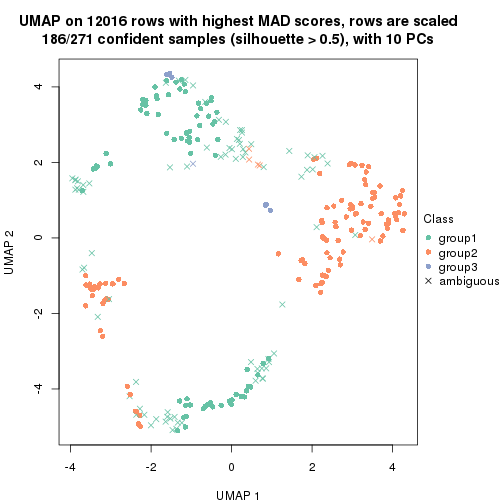 UMAP on 12016 rows with highest MAD scores, rows are scaled
186/271 confident samples (silhouette > 0.5), with 10 PCs
4
2
0
-2
-4
UMAP 2
-4
-2
0
2
4
UMAP 1
Class
group1
group2
group3
ambiguous